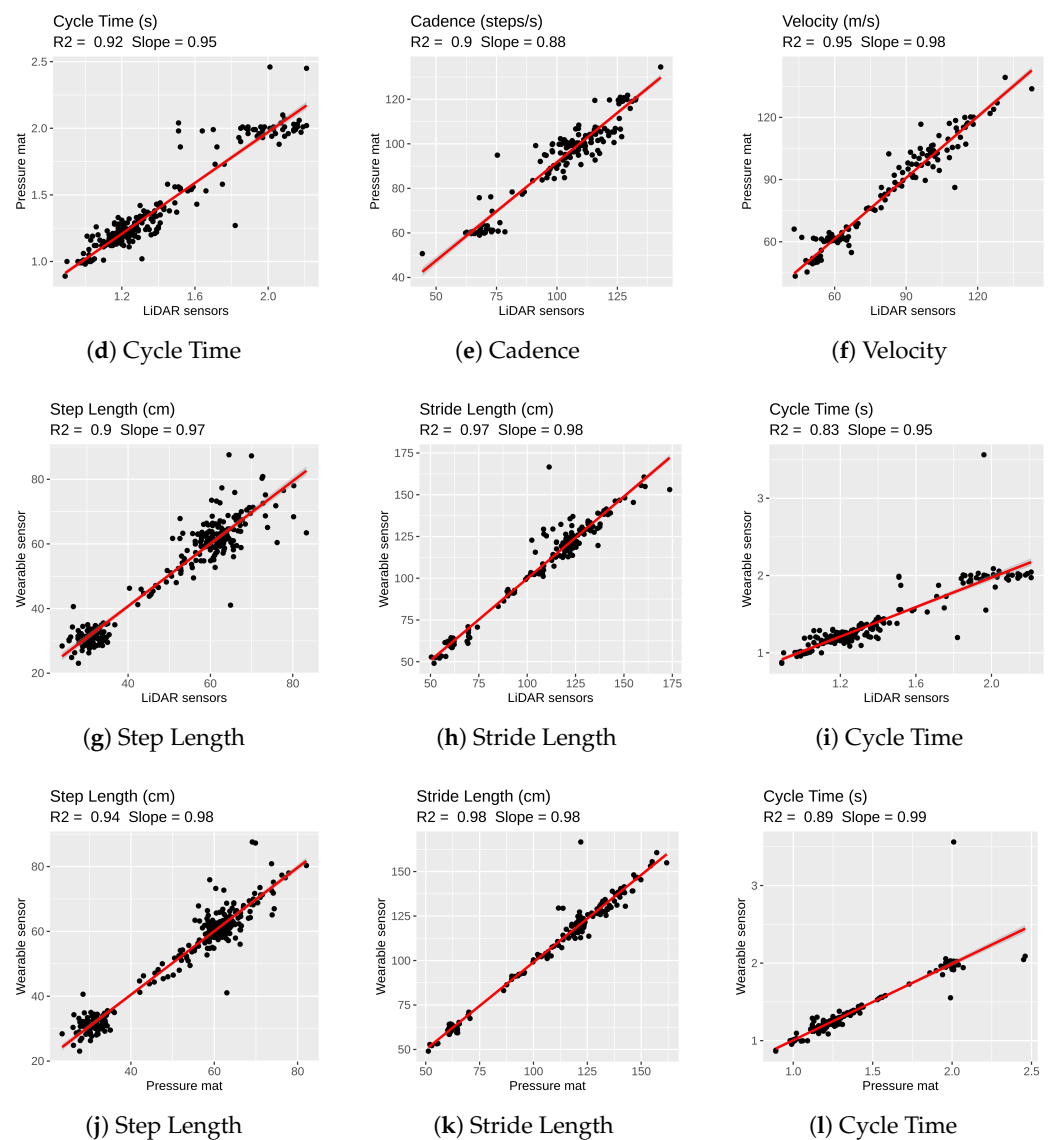 Cycle Time (s)
R2 =  0.92  Slope = 0.95
2.5
2.0
1.5
1.0
Pressure mat
1.2 1.6 2.0
LiDAR sensors
(d) Cycle Time
Cadence (steps/s)
R2 =  0.9  Slope = 0.88
120
100
80
60
40
Pressure mat
50 75 100 125
LiDAR sensors
(e) Cadence
Velocity (m/s)
R2 =  0.95  Slope = 0.98
120
90
60
Pressure mat
60 90 120
LiDAR sensors
(f) Velocity
Step Length (cm)
R2 =  0.9  Slope = 0.97
80
60
40
20
Wearable sensor
40 60 80
LiDAR sensors
(g) Step Length
Stride Length (cm)
R2 =  0.97  Slope = 0.98
175
150
125
100
75
50
Wearable sensor
50 75 100 125 150 175
LiDAR sensors
(h) Stride Length
Cycle Time (s)
R2 =  0.83  Slope = 0.95
3
2
1
Wearable sensor
1.2 1.6 2.0
LiDAR sensors
(i) Cycle Time
Step Length (cm)
R2 =  0.94  Slope = 0.98
80
60
40
20
Wearable sensor
40 60 80
Pressure mat
(j) Step Length
Stride Length (cm)
R2 =  0.98  Slope = 0.98
150
125
100
75
50
Wearable sensor
50 75 100 125 150
Pressure mat
(k) Stride Length
Cycle Time (s)
R2 =  0.89  Slope = 0.99
3
2
1
Wearable sensor
1.0 1.5 2.0 2.5
Pressure mat
(l) Cycle Time